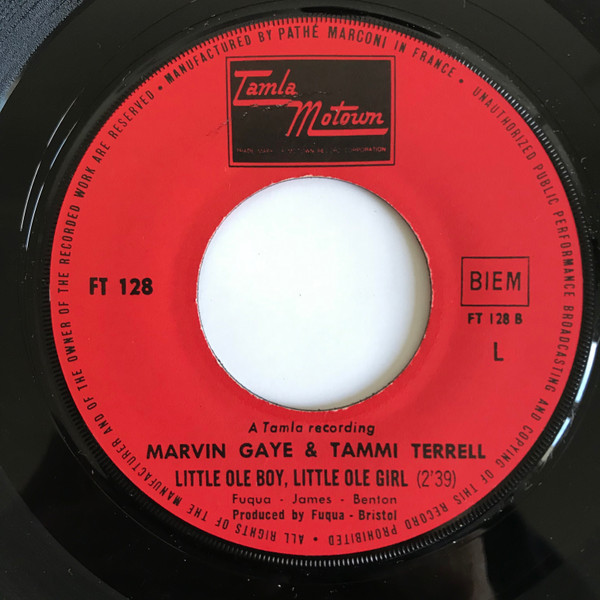 • MANUFACTURED BY PATHÉ MARCONI IN FRANCE • UNAUTHORIZED PUBLIC PERFORMANCE BROADCASTING AND COPYING OF THIS RECORD PROHIBITED • ALL RIGHTS OF THE MANUFACTURER AND OF THE OWNER OF THE RECORDED WORK ARE RESERVED
Tamla
Motown
FT 128
BIEM
FT 128 B
L
A Tamla recording
MARVIN GAYE & TAMMI TERRELL
LITTLE OLE BOY, LITTLE OLE GIRL (2'39)
Fuqua - James - Benton
Produced by Fuqua - Bristol